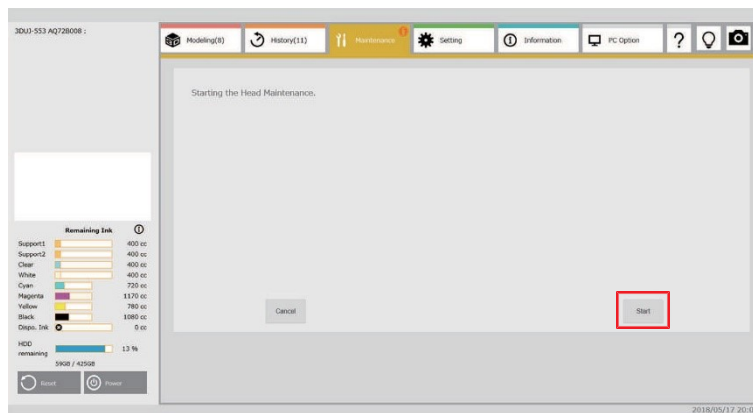 3DUJ-553 AQ728008 ;
Modeling(8)
History(11)
Maintenance
Setting
Information
PC Option
?
Starting the Head Maintenance.
Remaining Ink
Support1 400 cc
Support2 400 cc
Clear 400 cc
White 400 cc
Cyan 720 cc
Magenta 1170 cc
Yellow 780 cc
Black 1080 cc
Dispo. Ink 0 cc
HDD
remaining 13 %
59GB / 425GB
Reset
Power
Cancel
Start
2018/05/17